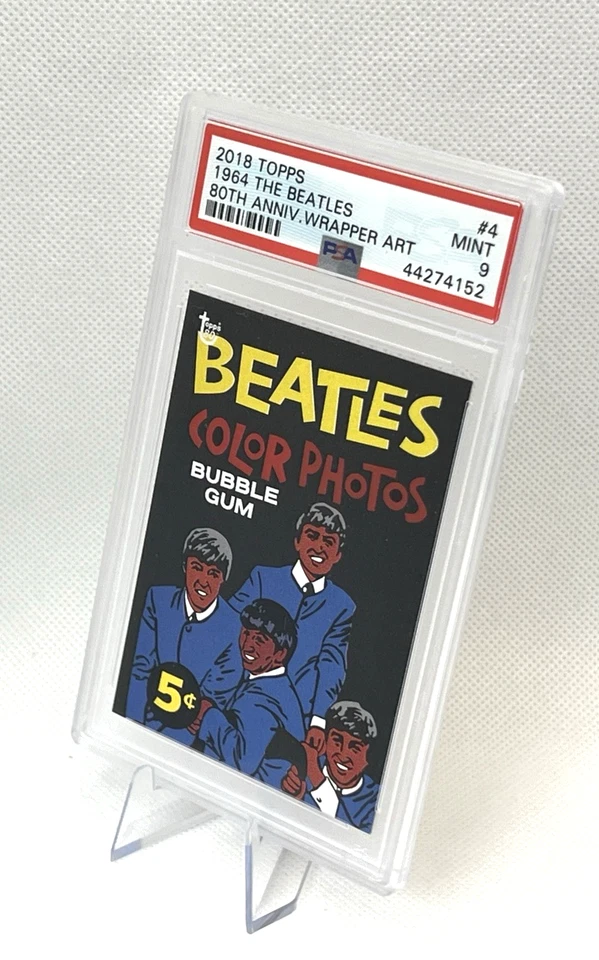 2018 TOPPS
1964 THE BEATLES
80TH ANNIV.WRAPPER ART
#4
MINT
9
44274152
PSA
Topps
80
BEATLES
COLOR PHOTOS
BUBBLE
GUM
5¢